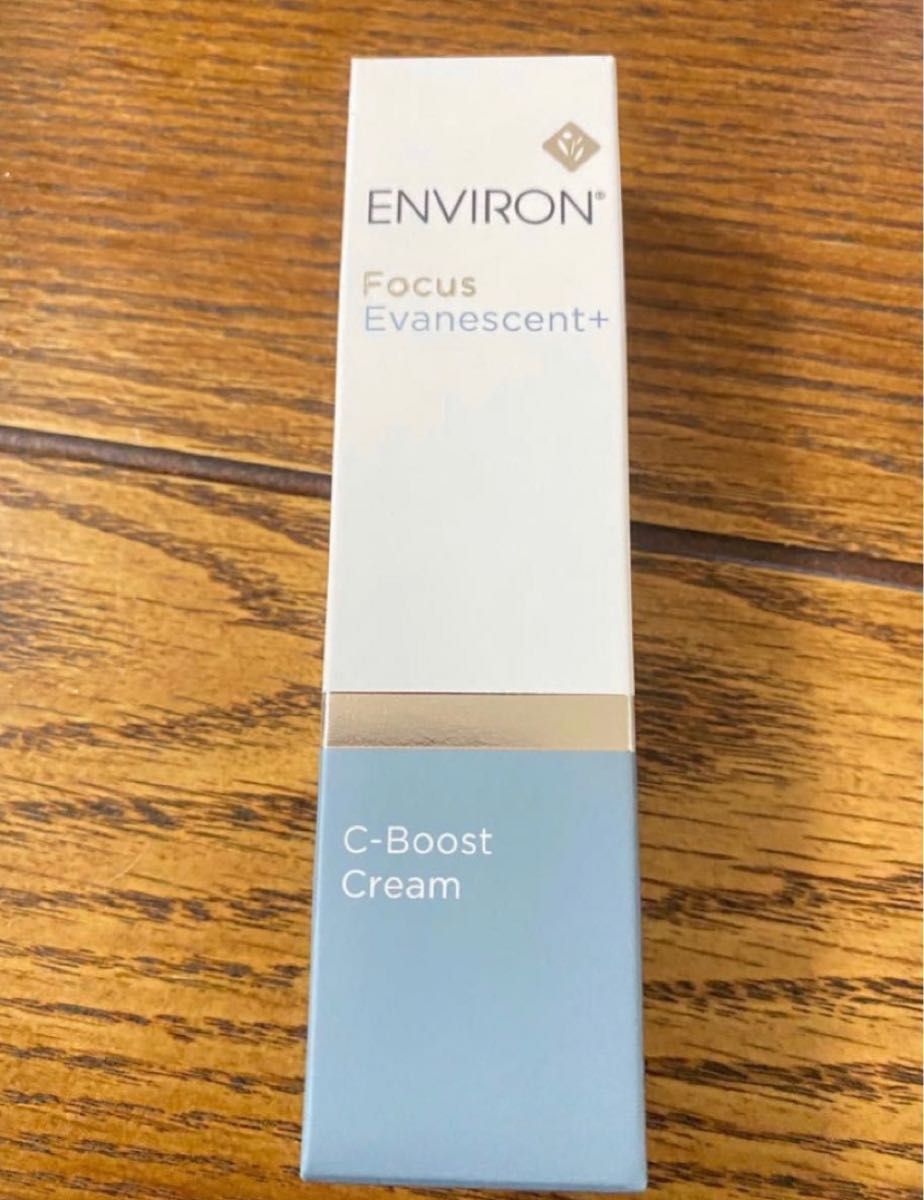 ENVIRON®
Focus
Evanescent+
C-Boost
Cream